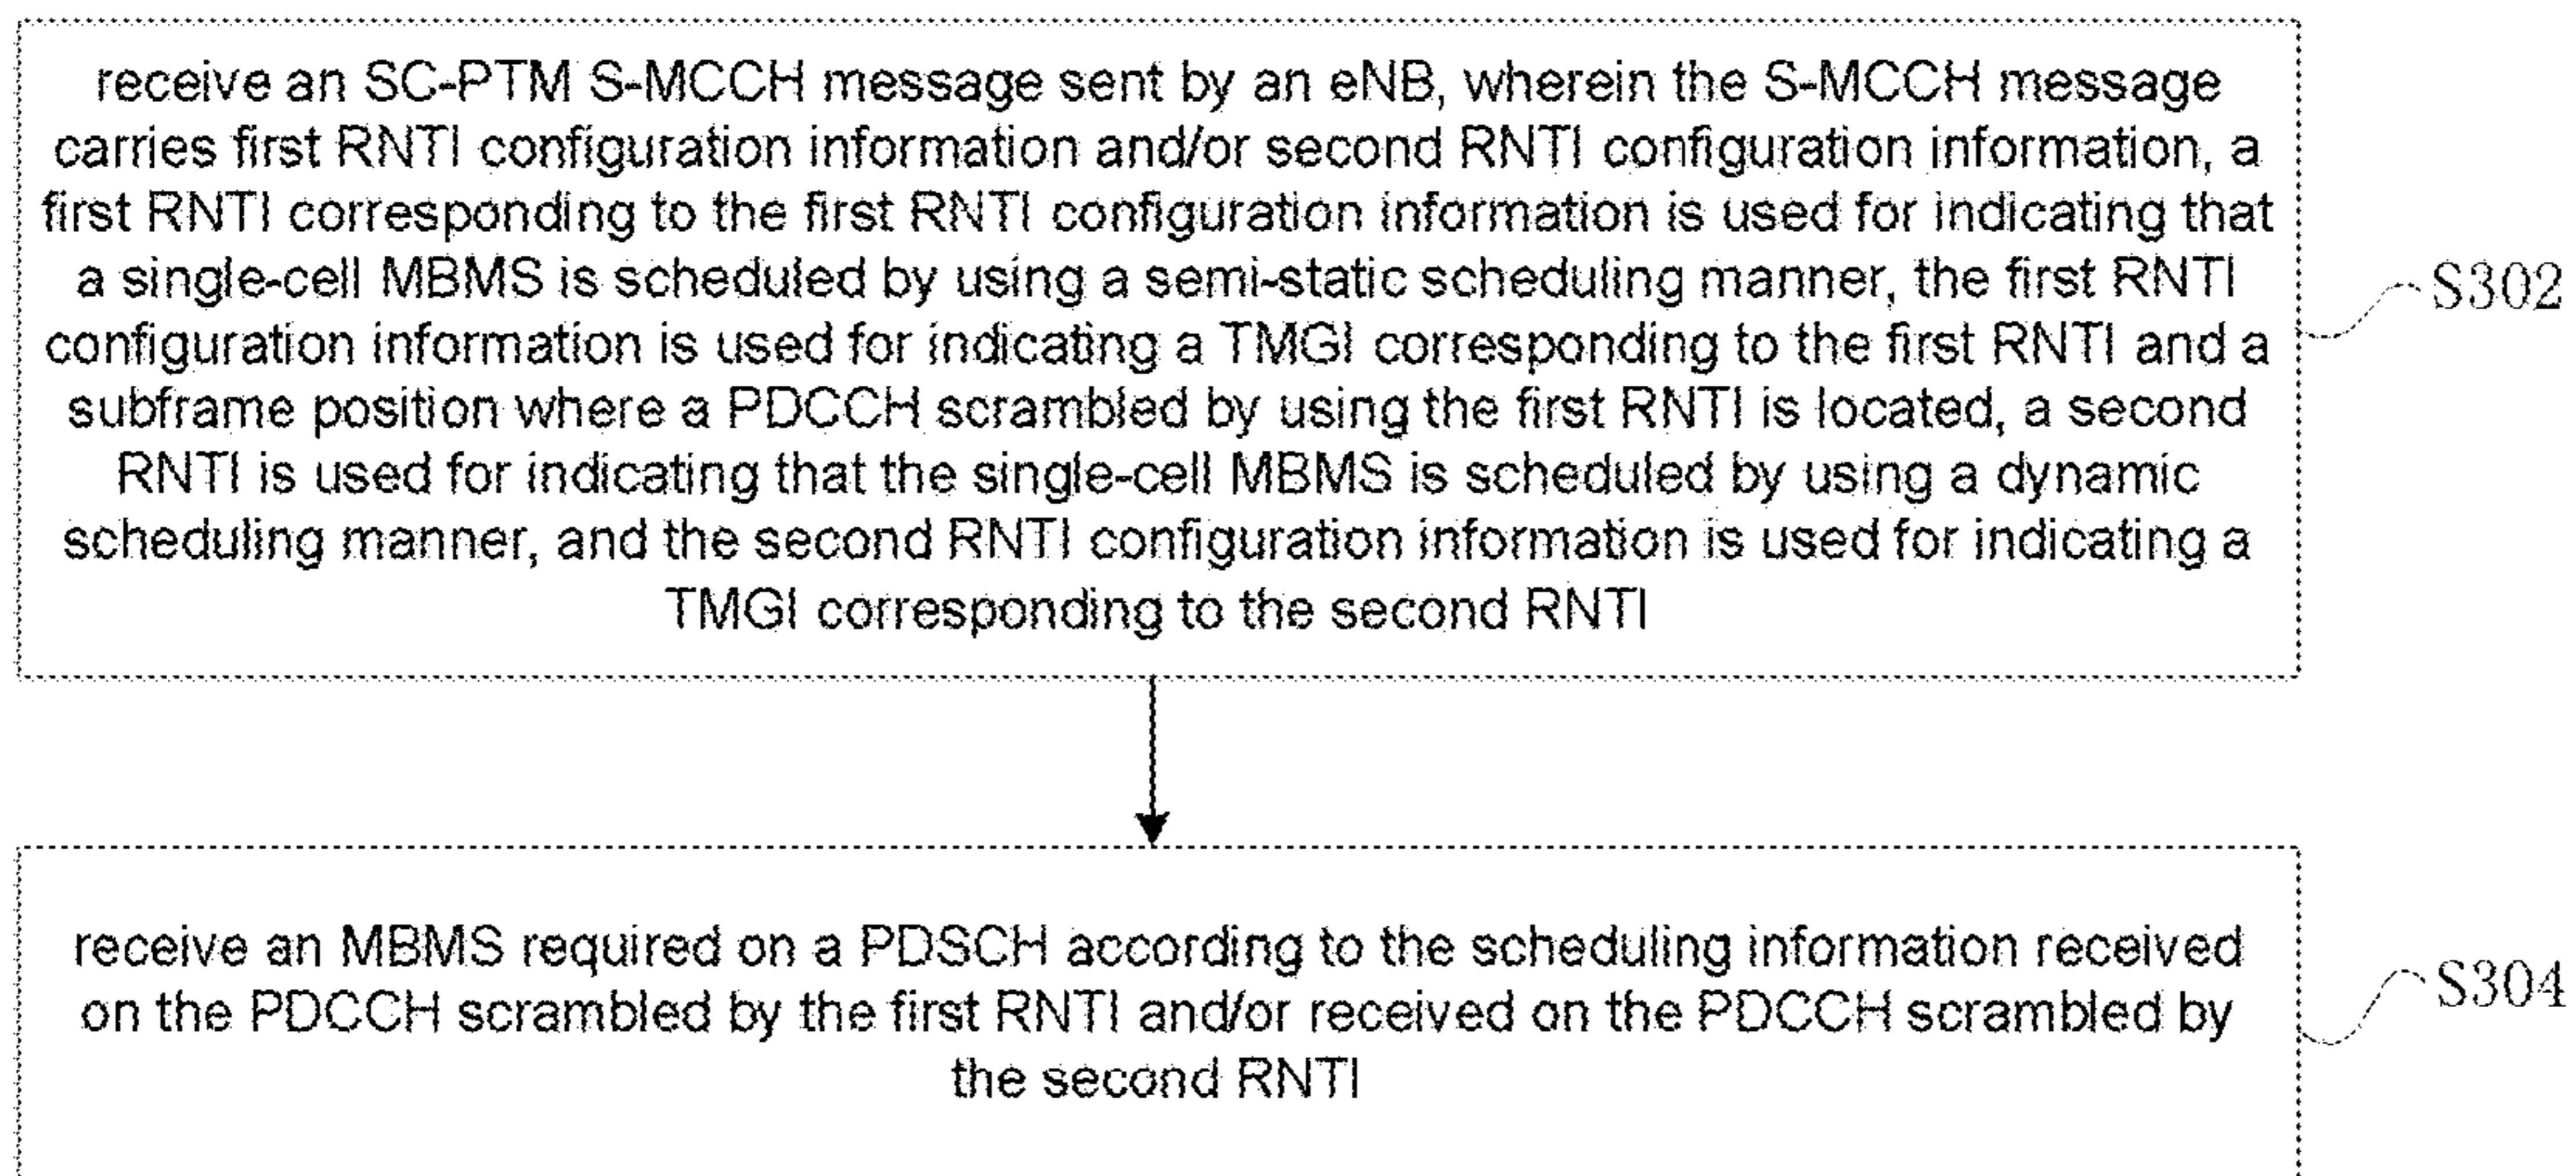 receive an SC-PTM S-MCCH message sent by an eNB, wherein the S-MCCH message
carries first RNTI configuration information and/or second RNTI configuration information, a
first RNTI corresponding to the first RNTI configuration information is used for indicating that
a single-cell MBMS is scheduled by using a semi-static scheduling manner, the first RNTI
configuration information is used for indicating a TMGI corresponding to the first RNTI and a
subframe position where a PDCCH scrambled by using the first RNTI is located, a second
RNTI is used for indicating that the single-cell MBMS is scheduled by using a dynamic
scheduling manner, and the second RNTI configuration information is used for indicating a
TMGI corresponding to the second RNTI
S302
receive an MBMS required on a PDSCH according to the scheduling information received
on the PDCCH scrambled by the first RNTI and/or received on the PDCCH scrambled by
the second RNTI
S304